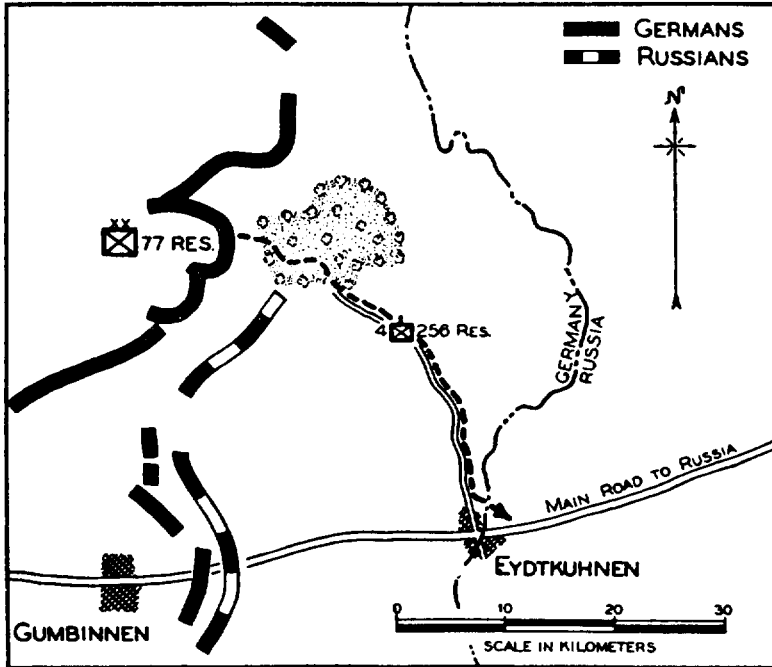 GERMANS
RUSSIANS
N
XX
77 RES.
4 256 RES.
GERMANY
RUSSIA
MAIN ROAD TO RUSSIA
EYDTKUHNEN
GUMBINNEN
0 10 20 30
SCALE IN KILOMETERS